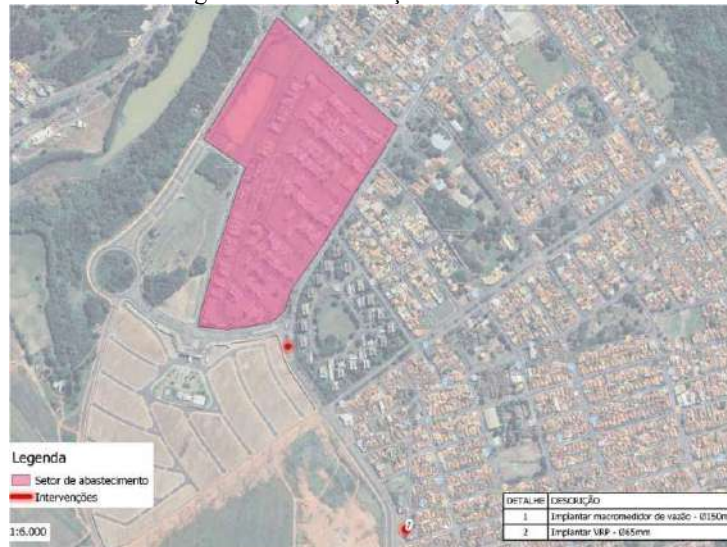 Legenda
Setor de abastecimento
Intervenções
1:6.000
DETALHE DESCRIÇÃO
1 Implantar macromedidor de vazão - Ø150m
2 Implantar VRP - Ø65mm